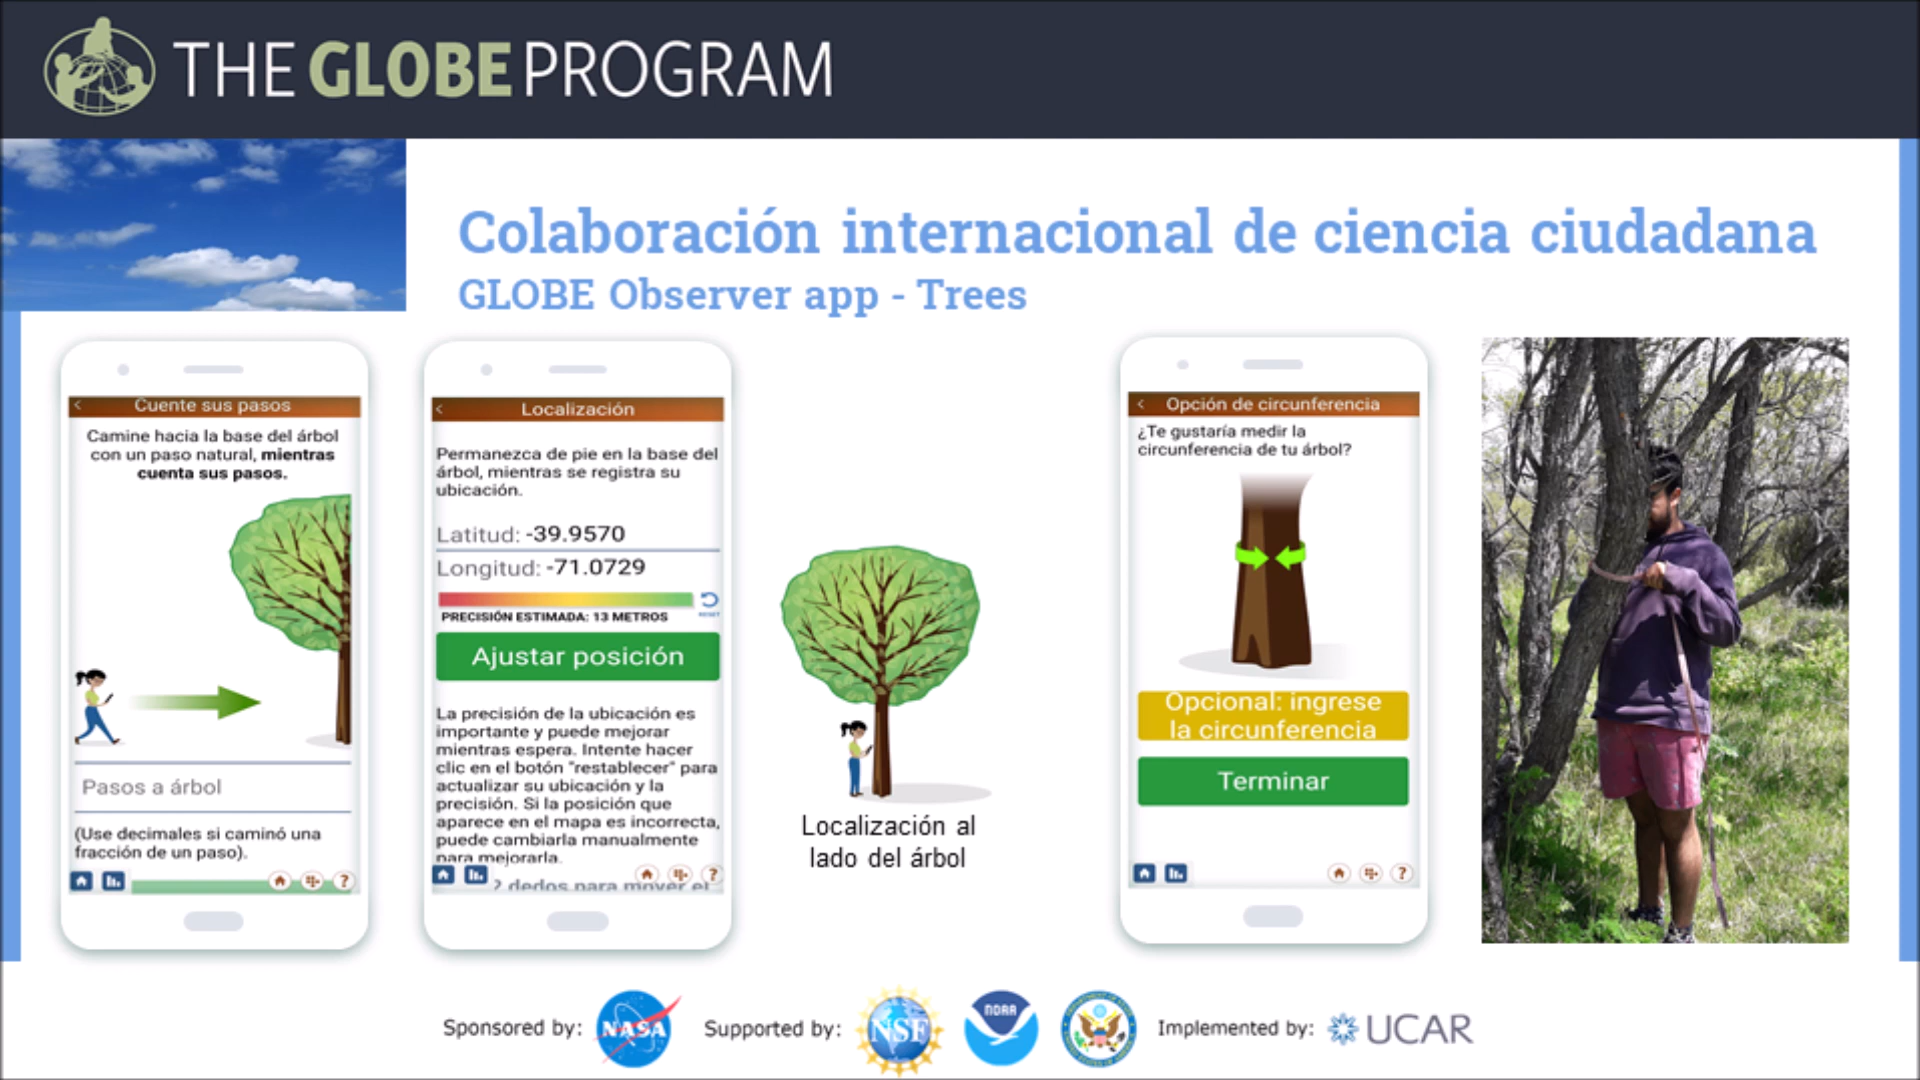 THE GLOBE PROGRAM
Colaboración internacional de ciencia ciudadana
GLOBE Observer app - Trees
Cuente sus pasos
Camine hacia la base del árbol
con un paso natural, mientras
cuenta sus pasos.
Pasos a árbol
(Use decimales si caminó una
fracción de un paso).
Localización
Permanezca de pie en la base del
árbol, mientras se registra su
ubicación.
Latitud: -39.9570
Longitud: -71.0729
RESET
PRECISIÓN ESTIMADA: 13 METROS
Ajustar posición
La precisión de la ubicación es
importante y puede mejorar
mientras espera. Intente hacer
clic en el botón "restablecer" para
actualizar su ubicación y la
precisión. Si la posición que
aparece en el mapa es incorrecta,
puede cambiarla manualmente
para mejorarla.
2 dedos para mover el
Localización al
lado del árbol
Opción de circunferencia
¿Te gustaría medir la
circunferencia de tu árbol?
Opcional: ingrese
la circunferencia
Terminar
Sponsored by: NASA Supported by: NSF NOAA Implemented by: UCAR